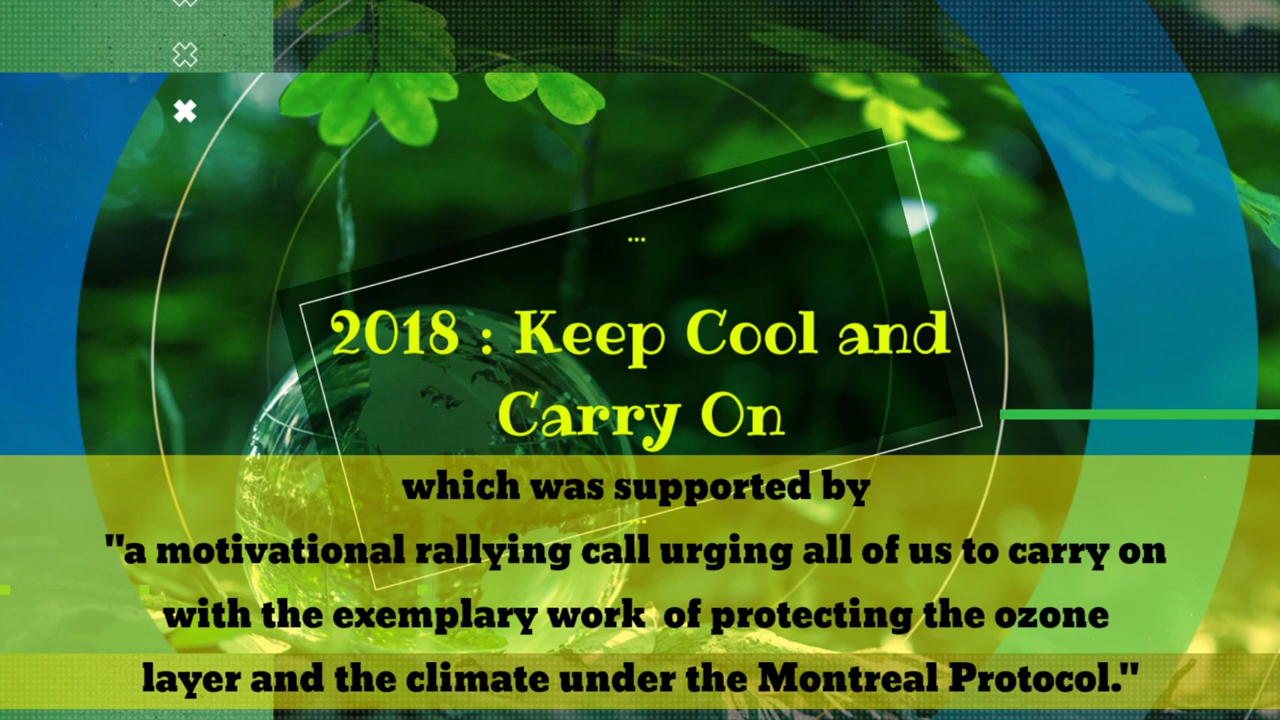 ...
2018 : Keep Cool and
Carry On
which was supported by
"a motivational rallying call urging all of us to carry on
with the exemplary work of protecting the ozone
layer and the climate under the Montreal Protocol."